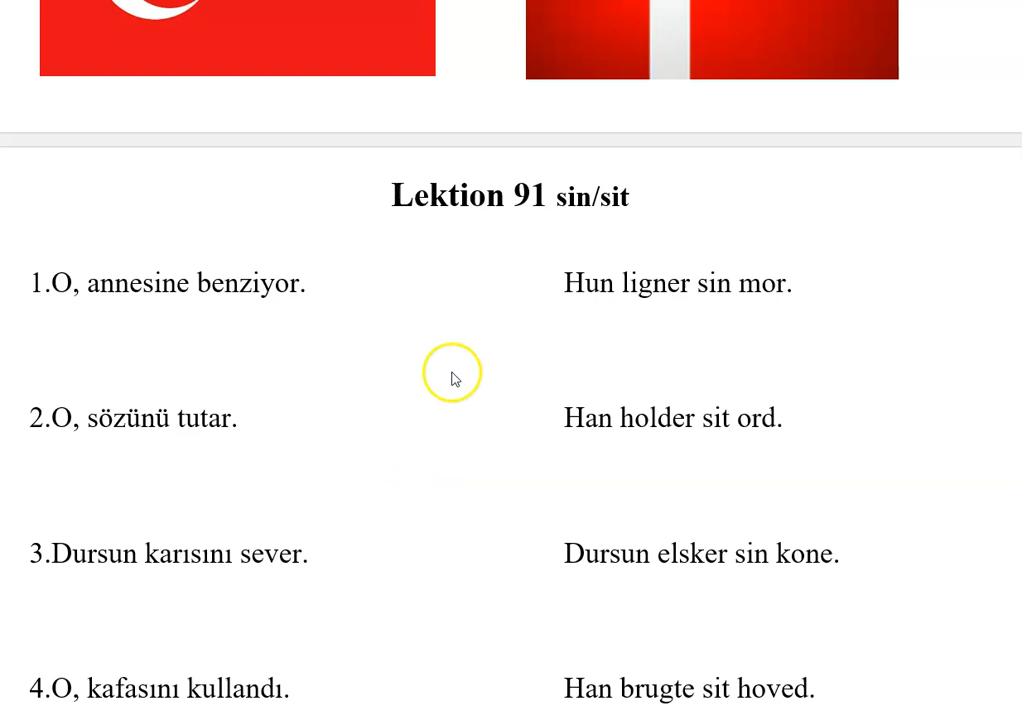 Lektion 91 sin/sit
1.O, annesine benziyor. Hun ligner sin mor.
2.O, sözünü tutar. Han holder sit ord.
3.Dursun karısını sever. Dursun elsker sin kone.
4.O, kafasını kullandı. Han brugte sit hoved.